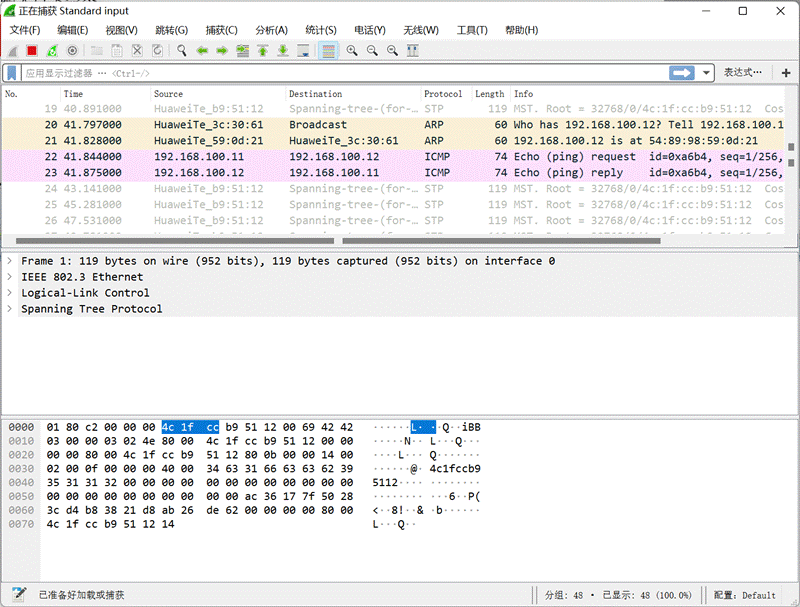 正在捕获 Standard input
文件(F) 编辑(E) 视图(V) 跳转(G) 捕获(C) 分析(A) 统计(S) 电话(Y) 无线(W) 工具(T) 帮助(H)
应用显示过滤器 … <Ctrl-/> 表达式… +
No. Time Source Destination Protocol Length Info
19 40.891000 HuaweiTe_b9:51:12 Spanning-tree-(for-… STP 119 MST. Root = 32768/0/4c:1f:cc:b9:51:12 Cos
20 41.797000 HuaweiTe_3c:30:61 Broadcast ARP 60 Who has 192.168.100.12? Tell 192.168.100.1
21 41.828000 HuaweiTe_59:0d:21 HuaweiTe_3c:30:61 ARP 60 192.168.100.12 is at 54:89:98:59:0d:21
22 41.844000 192.168.100.11 192.168.100.12 ICMP 74 Echo (ping) request id=0xa6b4, seq=1/256,
23 41.875000 192.168.100.12 192.168.100.11 ICMP 74 Echo (ping) reply id=0xa6b4, seq=1/256,
24 43.141000 HuaweiTe_b9:51:12 Spanning-tree-(for-… STP 119 MST. Root = 32768/0/4c:1f:cc:b9:51:12 Cos
25 45.281000 HuaweiTe_b9:51:12 Spanning-tree-(for-… STP 119 MST. Root = 32768/0/4c:1f:cc:b9:51:12 Cos
26 47.531000 HuaweiTe_b9:51:12 Spanning-tree-(for-… STP 119 MST. Root = 32768/0/4c:1f:cc:b9:51:12 Cos
> Frame 1: 119 bytes on wire (952 bits), 119 bytes captured (952 bits) on interface 0
> IEEE 802.3 Ethernet
> Logical-Link Control
> Spanning Tree Protocol
0000 01 80 c2 00 00 00 4c 1f cc b9 51 12 00 69 42 42 ······L···Q··iBB
0010 03 00 00 03 02 4e 80 00 4c 1f cc b9 51 12 00 00 ·····N··L···Q···
0020 00 00 80 00 4c 1f cc b9 51 12 80 0b 00 00 14 00 ····L···Q·······
0030 02 00 0f 00 00 00 40 00 34 63 31 66 63 63 62 39 ······@·4c1fccb9
0040 35 31 31 32 00 00 00 00 00 00 00 00 00 00 00 00 5112············
0050 00 00 00 00 00 00 00 00 00 ac 36 17 7f 50 28 ··········6··P(
0060 3c d4 b8 38 21 d8 ab 26 de 62 00 00 00 00 80 00 <··8!··&·b······
0070 4c 1f cc b9 51 12 14 L···Q··
已准备好加载或捕获 分组: 48 · 已显示: 48 (100.0%) 配置: Default